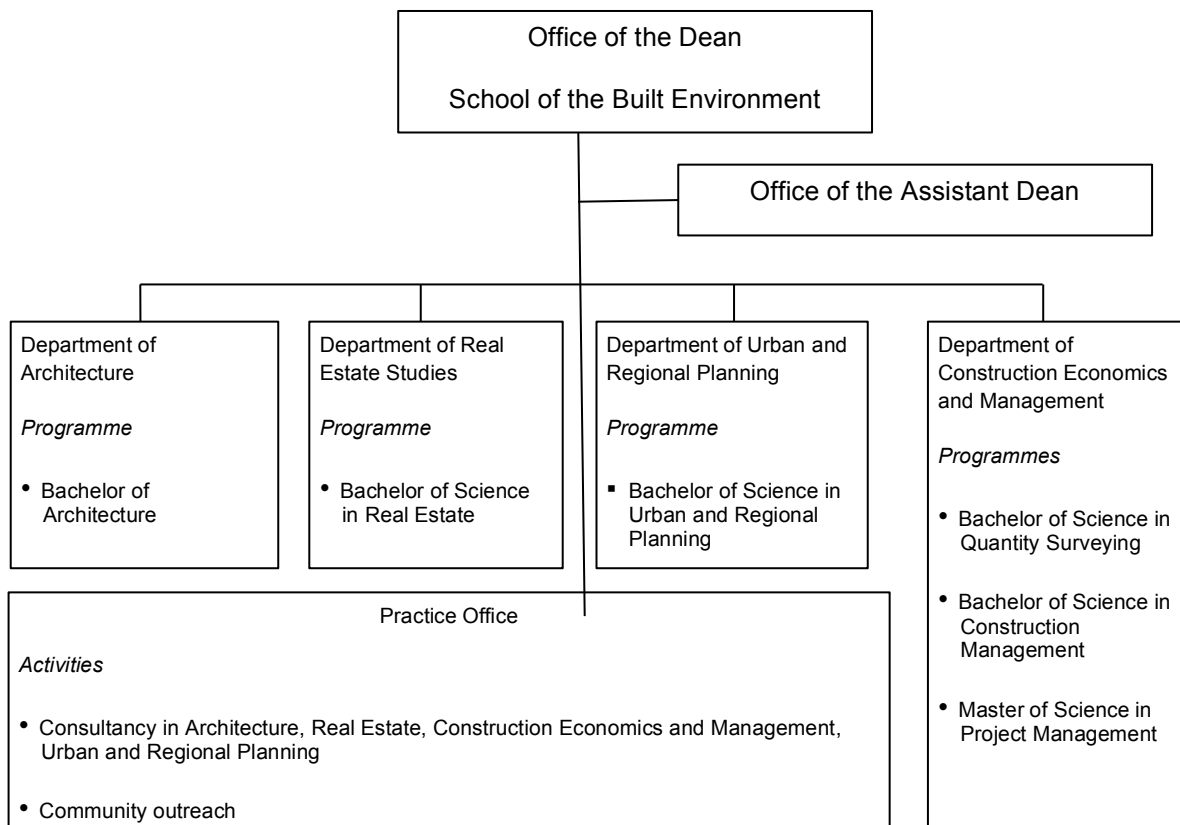 Office of the Dean
School of the Built Environment
Office of the Assistant Dean
Department of
Architecture
Programme
• Bachelor of
Architecture
Department of Real
Estate Studies
Programme
• Bachelor of Science
in Real Estate
Department of Urban and
Regional Planning
Programme
▪ Bachelor of Science in
Urban and Regional
Planning
Department of
Construction Economics
and Management
Programmes
• Bachelor of Science in
Quantity Surveying
• Bachelor of Science in
Construction
Management
• Master of Science in
Project Management
Practice Office
Activities
• Consultancy in Architecture, Real Estate, Construction Economics and Management,
Urban and Regional Planning
• Community outreach